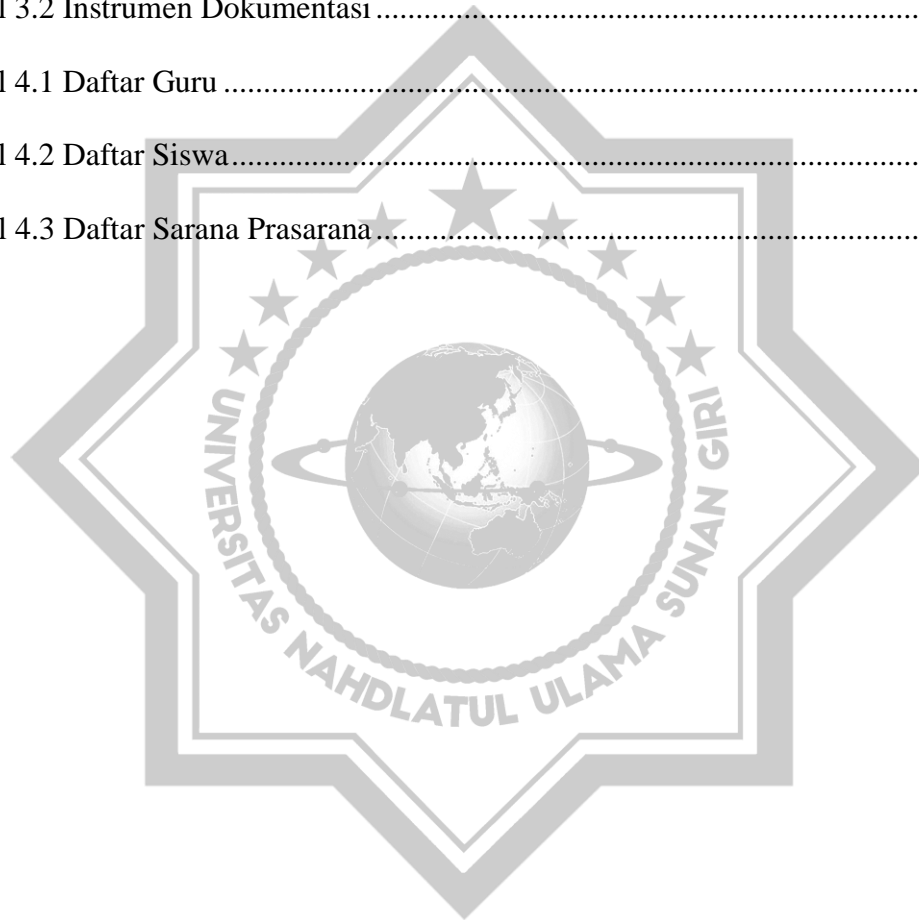 l 3.2 Instrumen Dokumentasi ....................................................................
l 4.1 Daftar Guru .......................................................................................
l 4.2 Daftar Siswa......................................................................................
l 4.3 Daftar Sarana Prasarana ....................................................................
UNIVERSITAS NAHDLATUL ULAMA SUNAN GIRI